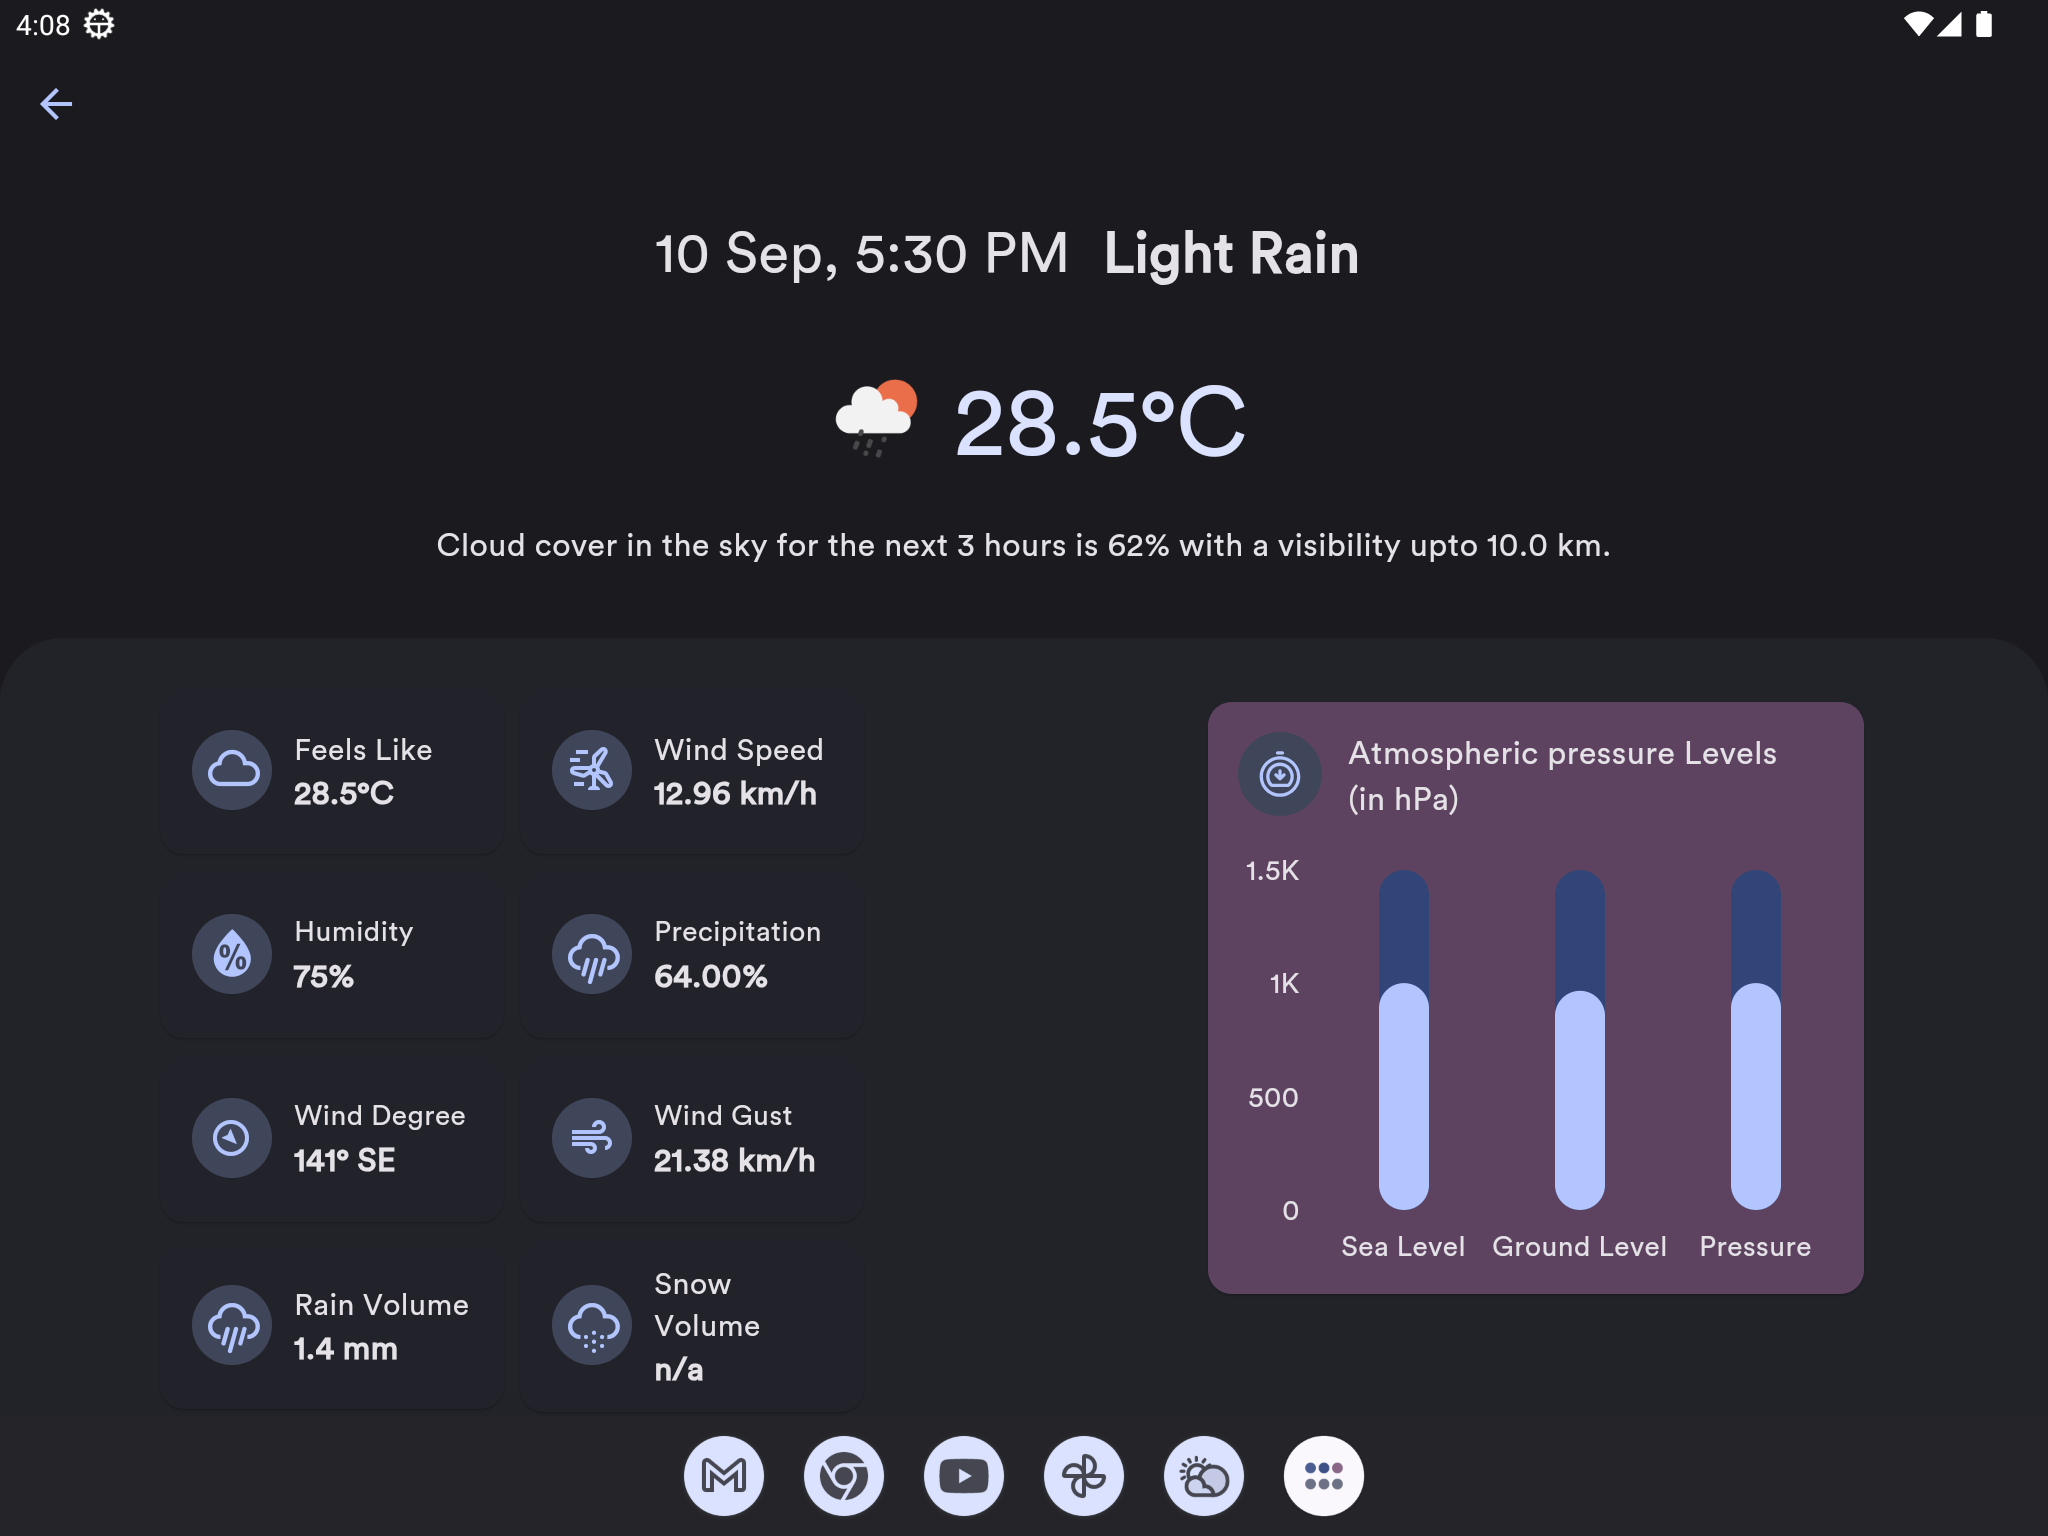 4:08
10 Sep, 5:30 PM Light Rain
28.5°C
Cloud cover in the sky for the next 3 hours is 62% with a visibility upto 10.0 km.
Feels Like
28.5°C
Wind Speed
12.96 km/h
Humidity
75%
Precipitation
64.00%
Wind Degree
141° SE
Wind Gust
21.38 km/h
Rain Volume
1.4 mm
Snow
Volume
n/a
Atmospheric pressure Levels
(in hPa)
1.5K
1K
500
0
Sea Level Ground Level Pressure